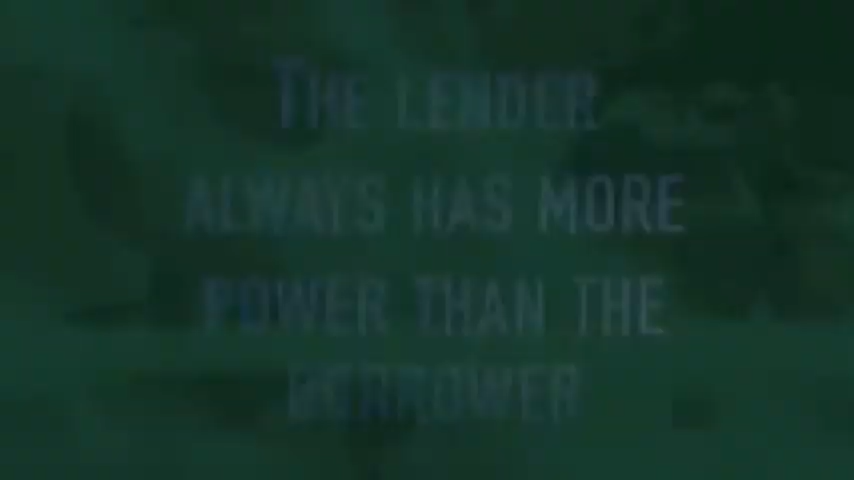 THE LENDER
ALWAYS HAS MORE
POWER THAN THE
BORROWER